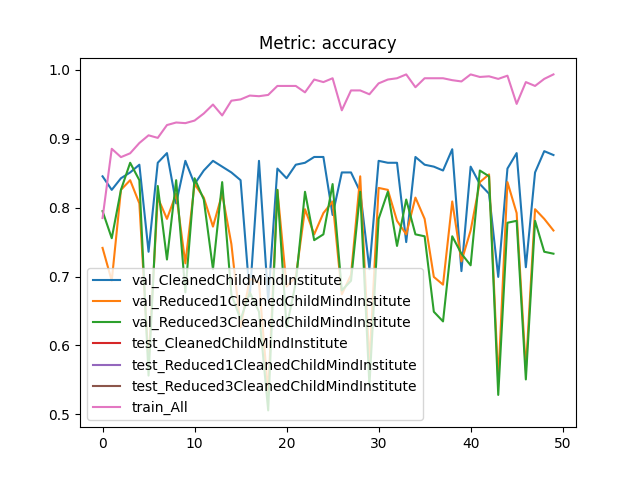 Metric: accuracy
1.0
0.9
0.8
0.7
0.6
0.5
val_CleanedChildMindInstitute
val_Reduced1CleanedChildMindInstitute
val_Reduced3CleanedChildMindInstitute
test_CleanedChildMindInstitute
test_Reduced1CleanedChildMindInstitute
test_Reduced3CleanedChildMindInstitute
train_All
0 10 20 30 40 50